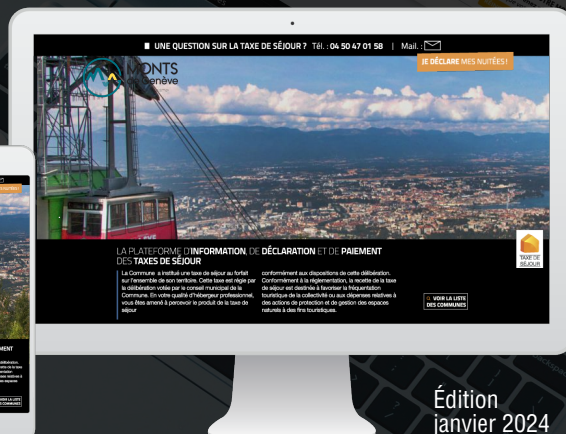 UNE QUESTION SUR LA TAXE DE SÉJOUR ? Tél. : 04 50 47 01 58 | Mail. :
JE DÉCLARE MES NUITÉES !
MONTS
de Genève
LA PLATEFORME D'INFORMATION, DE DÉCLARATION ET DE PAIEMENT
DES TAXES DE SÉJOUR
La Commune a institué une taxe de séjour au forfait
sur l'ensemble de son territoire. Cette taxe est régie par
la délibération votée par le conseil municipal de la
Commune. En votre qualité d'hébergeur professionnel,
vous êtes amené à percevoir le produit de la taxe de
séjour
conformément aux dispositions de cette délibération.
Conformément à la réglementation, la recette de la taxe
de séjour est destinée à favoriser la fréquentation
touristique de la collectivité ou aux dépenses relatives à
des actions de protection et de gestion des espaces
naturels à des fins touristiques.
TAXE DE
SÉJOUR
VOIR LA LISTE
DES COMMUNES
Édition
janvier 2024